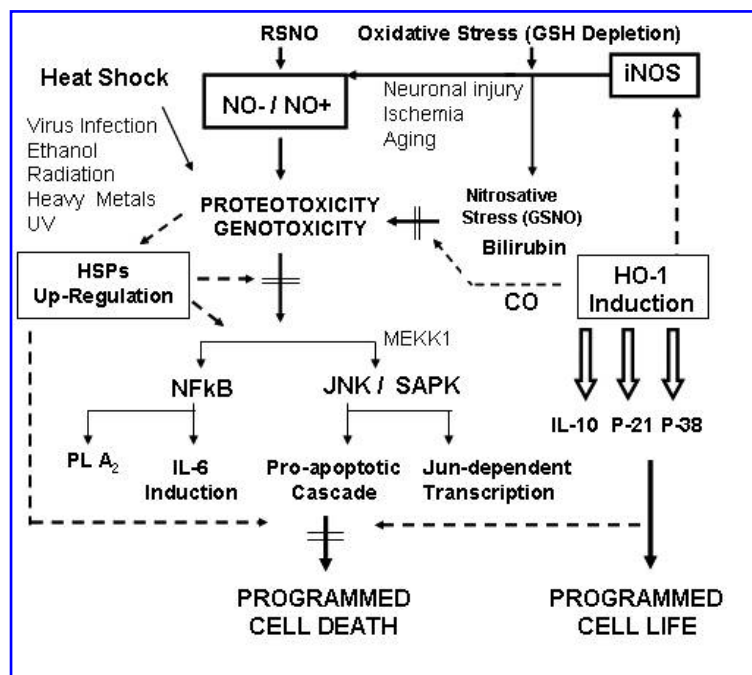 RSNO
Oxidative Stress (GSH Depletion)
Heat Shock
NO- / NO+
iNOS
Neuronal injury
Ischemia
Aging
Virus Infection
Ethanol
Radiation
Heavy Metals
UV
PROTEOTOXICITY
GENOTOXICITY
Nitrosative
Stress (GSNO)
Bilirubin
HSPs
Up-Regulation
CO
HO-1
Induction
MEKK1
NFkB
JNK / SAPK
IL-10 P-21 P-38
PL A₂
IL-6
Induction
Pro-apoptotic
Cascade
Jun-dependent
Transcription
PROGRAMMED
CELL DEATH
PROGRAMMED
CELL LIFE